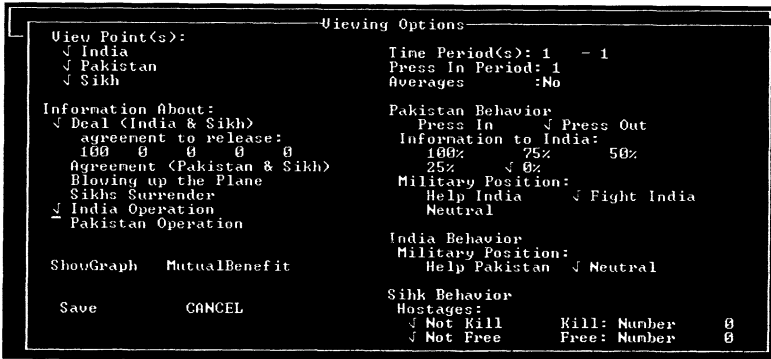 Viewing Options
View Point(s):
√ India
√ Pakistan
√ Sikh
Time Period(s): 1 - 1
Press In Period: 1
Averages :No
Information About:
√ Deal (India & Sikh)
agreement to release:
100 0 0 0 0
Agreement (Pakistan & Sikh)
Blowing up the Plane
Sikhs Surrender
√ India Operation
Pakistan Operation
Pakistan Behavior
Press In √ Press Out
Information to India:
100% 75% 50%
25% √ 0%
Military Position:
Help India √ Fight India
Neutral
India Behavior
Military Position:
Help Pakistan √ Neutral
ShowGraph MutualBenefit
Save CANCEL
Sihk Behavior
Hostages:
√ Not Kill Kill: Number 0
√ Not Free Free: Number 0